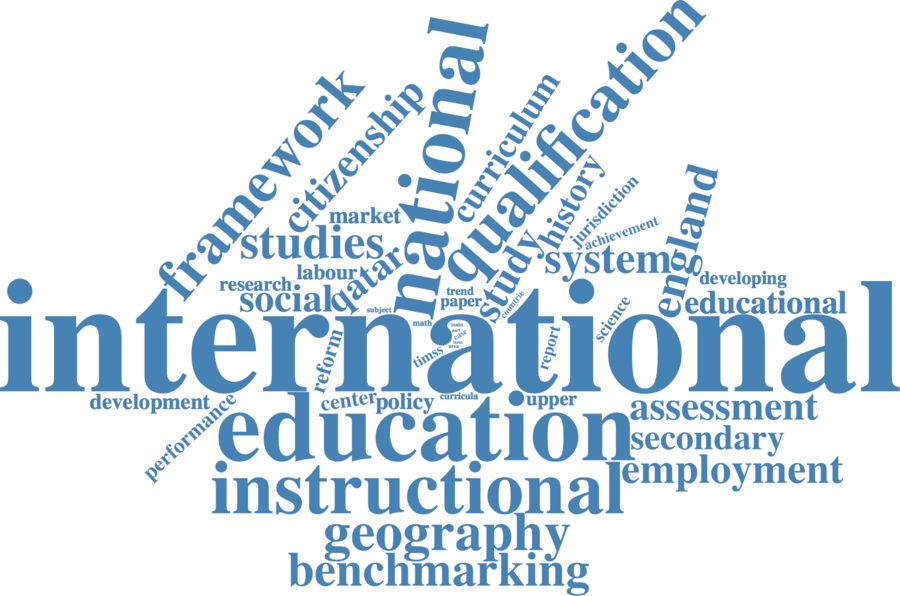 national
qualification
framework
citizenship
curriculum
market
studies
history
jurisdiction
achievement
england
study
system
labour
qatar
research
social
developing
educational
trend
paper
countrie
subject
math
science
international
reform
timss
case
report
development
performance
center
policy
curricula
upper
education
assessment
secondary
employment
instructional
geography
benchmarking